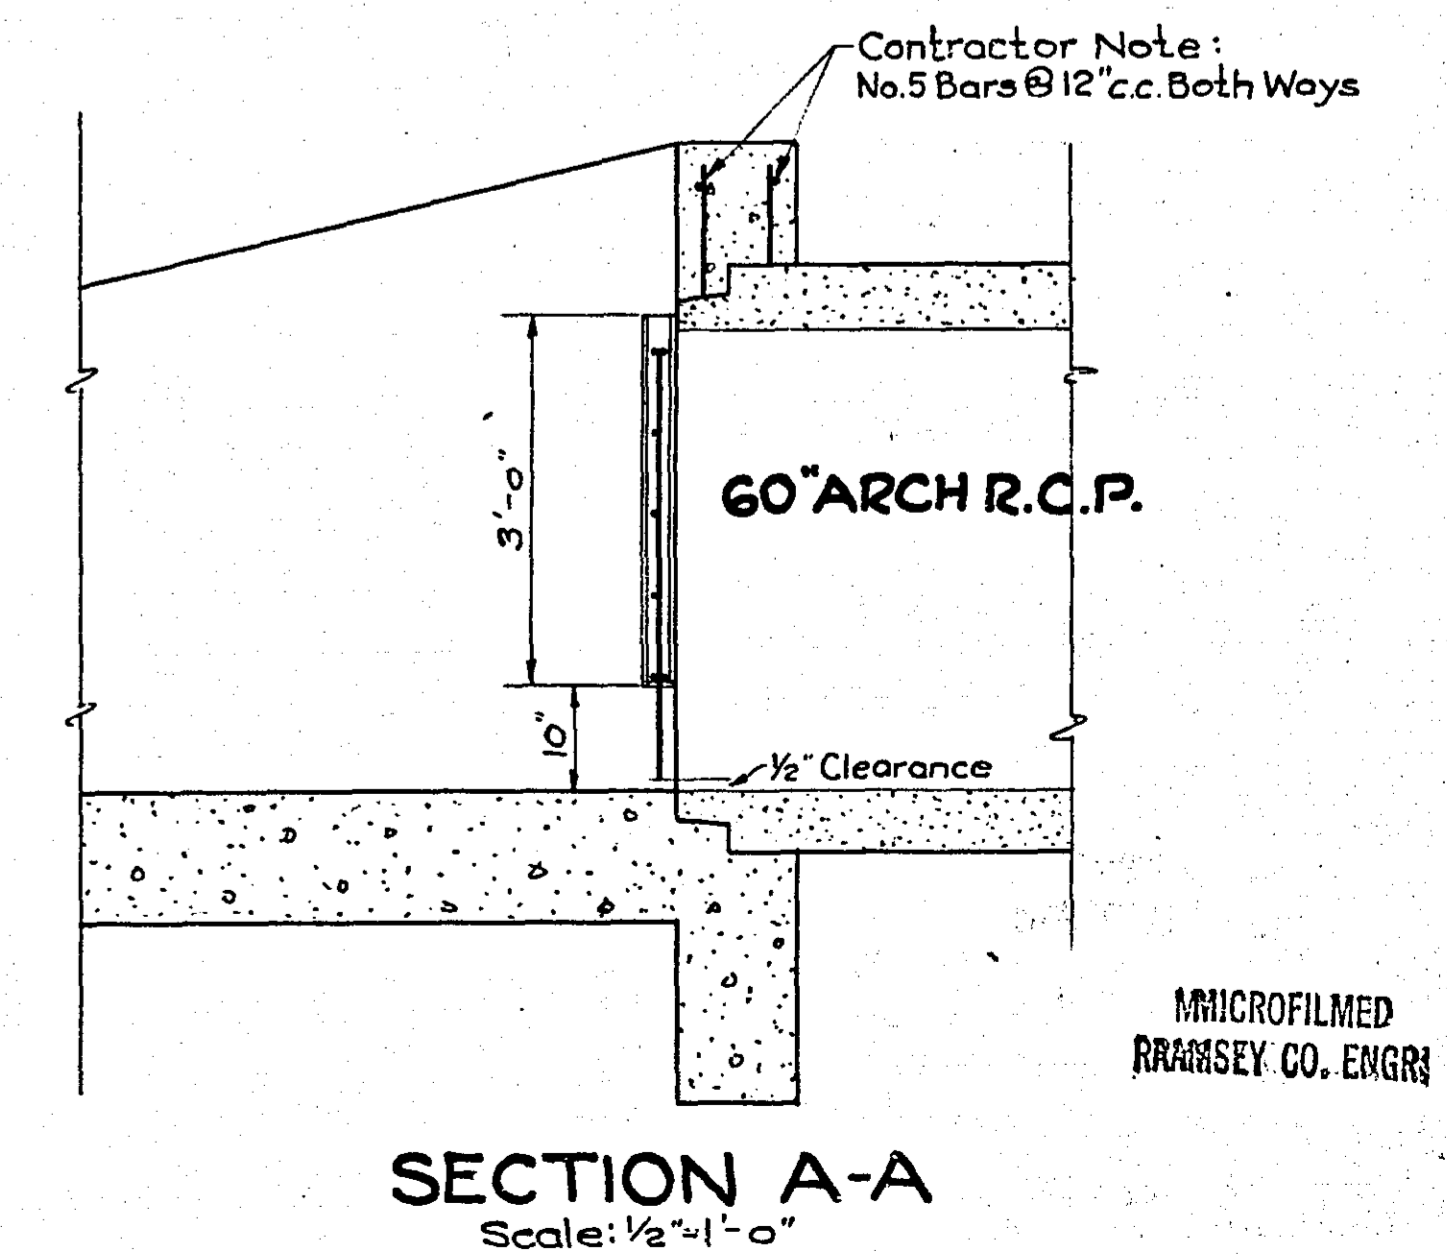 Contractor Note:
No.5 Bars @ 12" c.c. Both Ways
3'-0"
60" ARCH R.C.P.
10"
1/2" Clearance
MMICROFILMED
RRAMSEY CO. ENGR
SECTION A-A
Scale: 1/2"=1'-0"